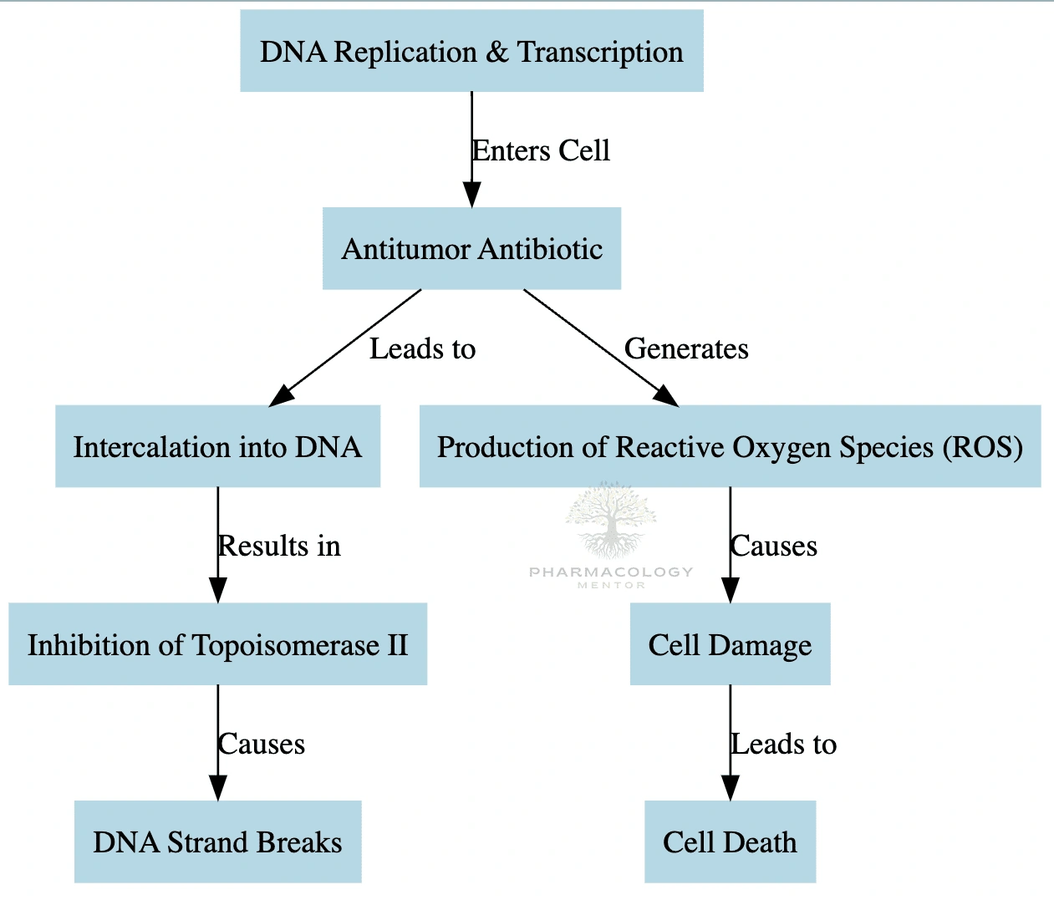 DNA Replication & Transcription
Enters Cell
Antitumor Antibiotic
Leads to
Generates
Intercalation into DNA
Production of Reactive Oxygen Species (ROS)
Results in
Causes
PHARMACOLOGY
MENTOR
Inhibition of Topoisomerase II
Cell Damage
Causes
Leads to
DNA Strand Breaks
Cell Death